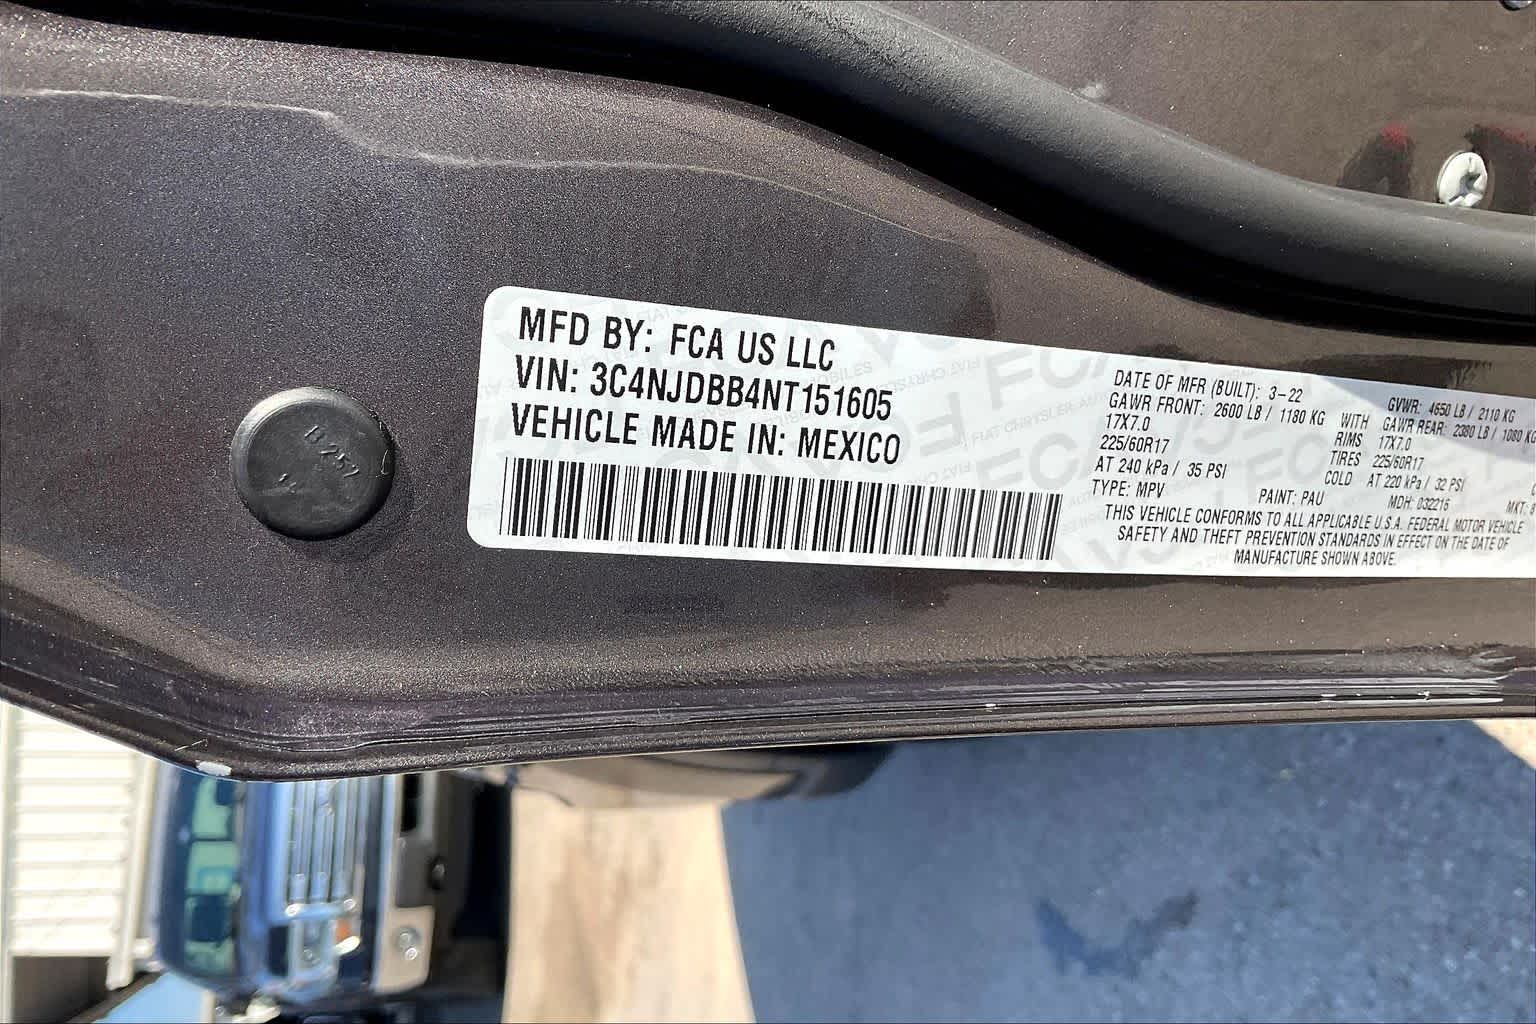 MFD BY: FCA US LLC
VIN: 3C4NJDBB4NT151605
VEHICLE MADE IN: MEXICO
DATE OF MFR (BUILT): 3-22 GVWR: 4650 LB / 2110 KG
GAWR FRONT: 2600 LB / 1180 KG WITH GAWR REAR: 2380 LB / 1080 KG
17X7.0 RIMS 17X7.0
225/60R17 TIRES 225/60R17
AT 240 kPa / 35 PSI COLD AT 220 kPa / 32 PSI
TYPE: MPV PAINT: PAU MDH: 032216 MKT:
THIS VEHICLE CONFORMS TO ALL APPLICABLE U.S.A. FEDERAL MOTOR VEHICLE
SAFETY AND THEFT PREVENTION STANDARDS IN EFFECT ON THE DATE OF
MANUFACTURE SHOWN ABOVE.
B 257